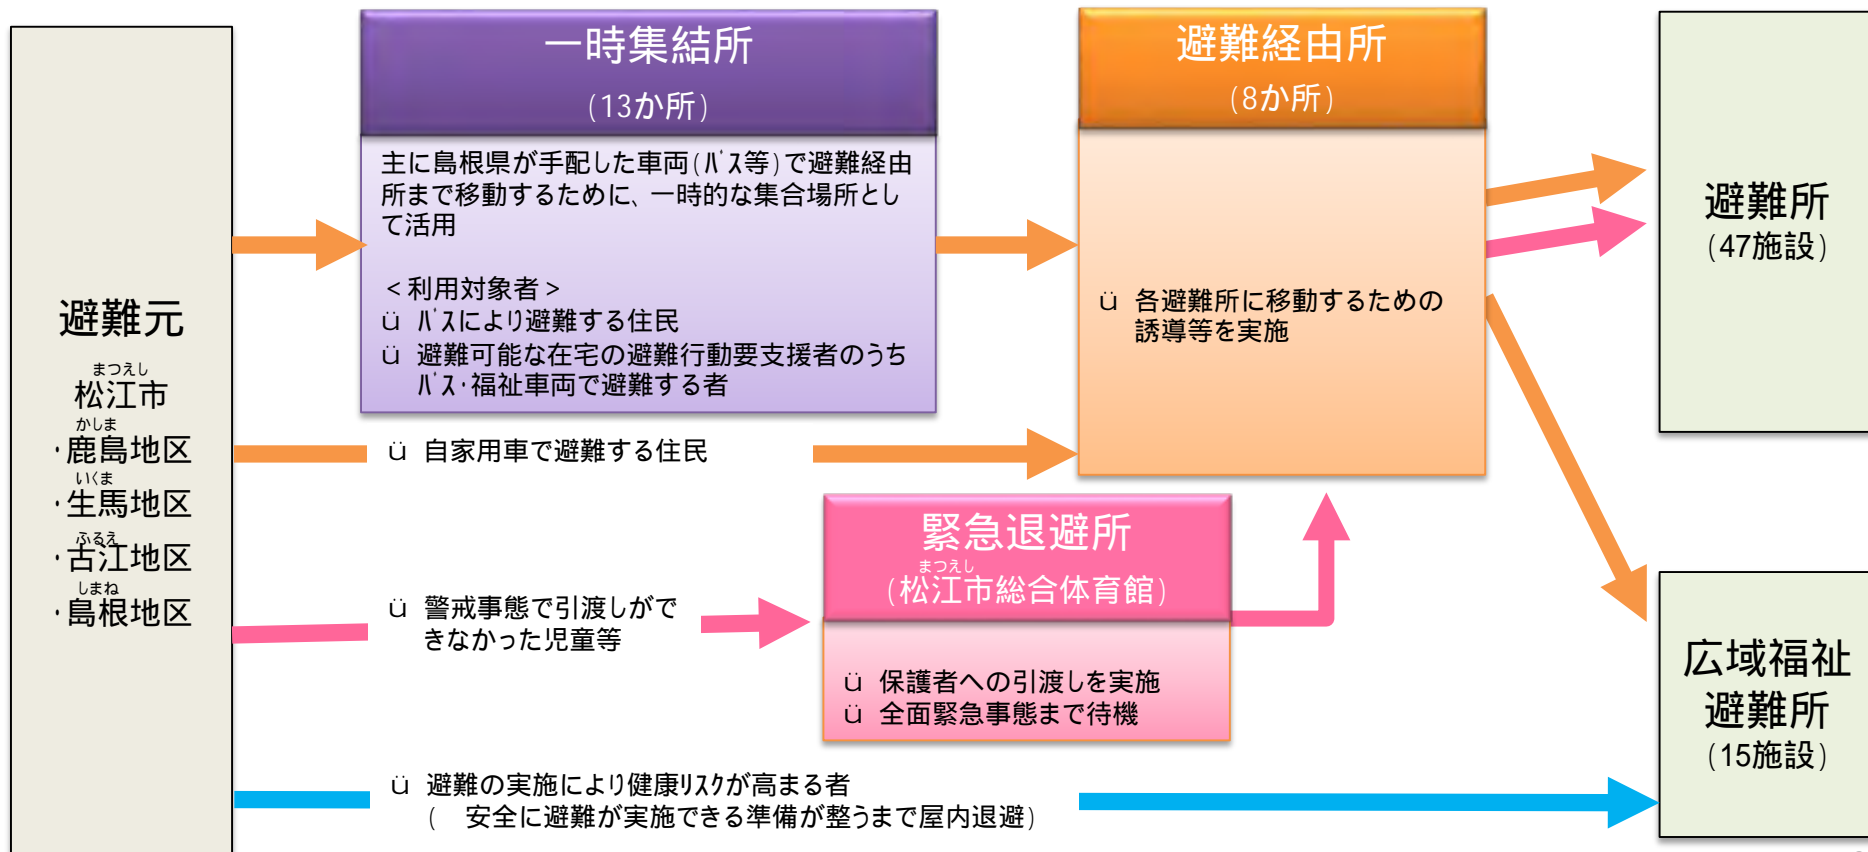 避難元
まつえし
松江市
かしま
・鹿島地区
いくま
・生馬地区
ふるえ
・古江地区
しまね
・島根地区
一時集結所
(13か所)
主に島根県が手配した車両(ﾊﾞｽ等)で避難経由
所まで移動するために、一時的な集合場所とし
て活用
<利用対象者>
ü ﾊﾞｽにより避難する住民
ü 避難可能な在宅の避難行動要支援者のうち
ﾊﾞｽ・福祉車両で避難する者
ü 自家用車で避難する住民
ü 警戒事態で引渡しがで
きなかった児童等
ü 避難の実施により健康ﾘｽｸが高まる者
( 安全に避難が実施できる準備が整うまで屋内退避)
緊急退避所
まつえし
(松江市総合体育館)
ü 保護者への引渡しを実施
ü 全面緊急事態まで待機
避難経由所
(8か所)
ü 各避難所に移動するための
誘導等を実施
避難所
(47施設)
広域福祉
避難所
(15施設)